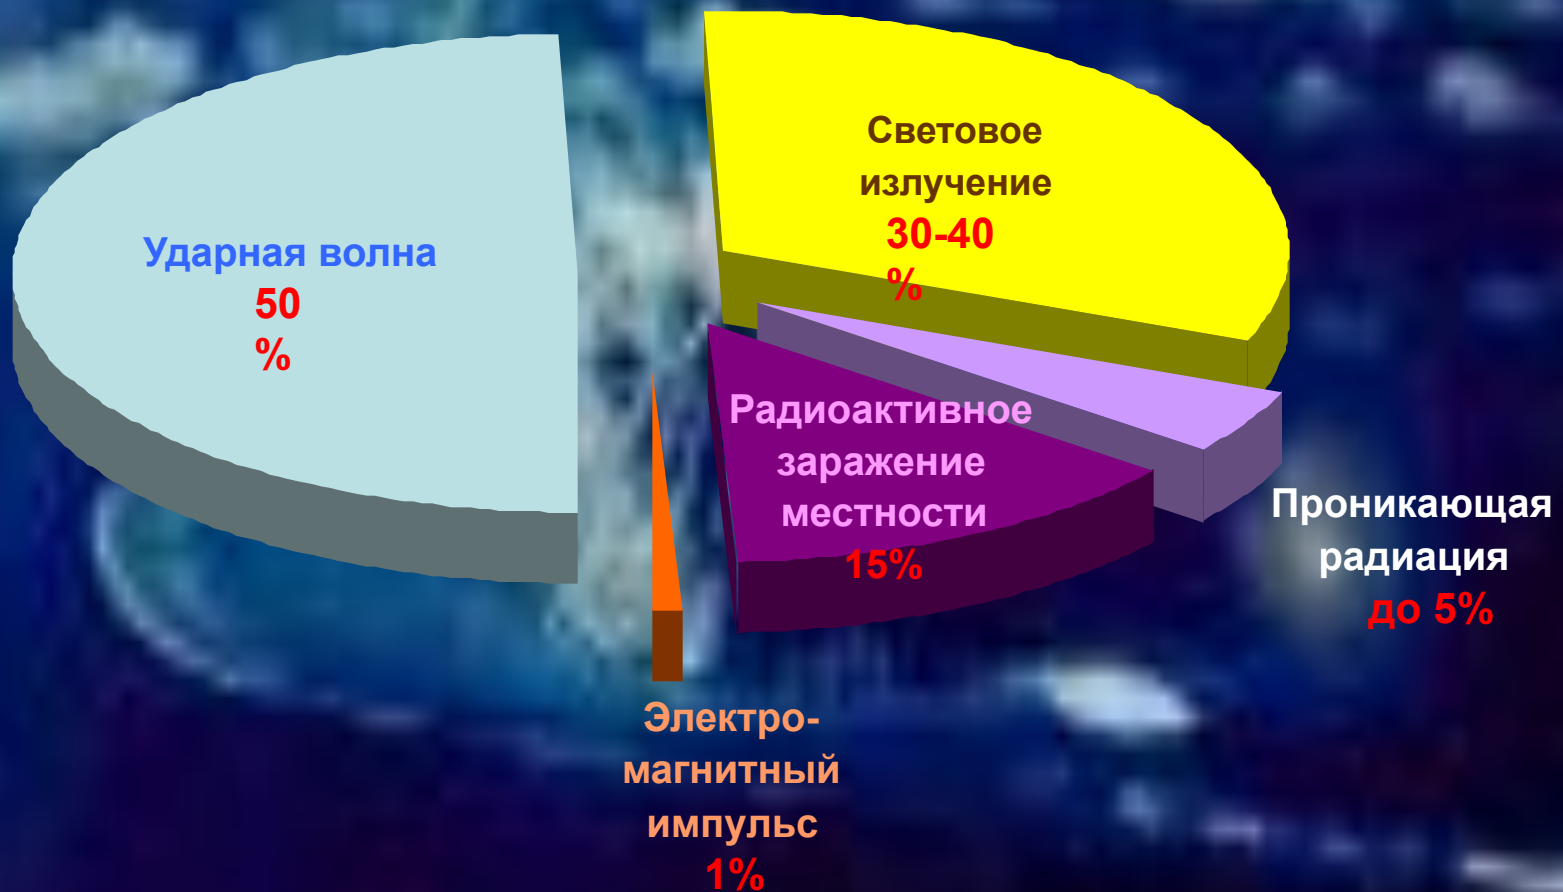 Ударная волна
50
%
Световое
излучение
30-40
%
Радиоактивное
заражение
местности
15%
Проникающая
радиация
до 5%
Электро-
магнитный
импульс
1%